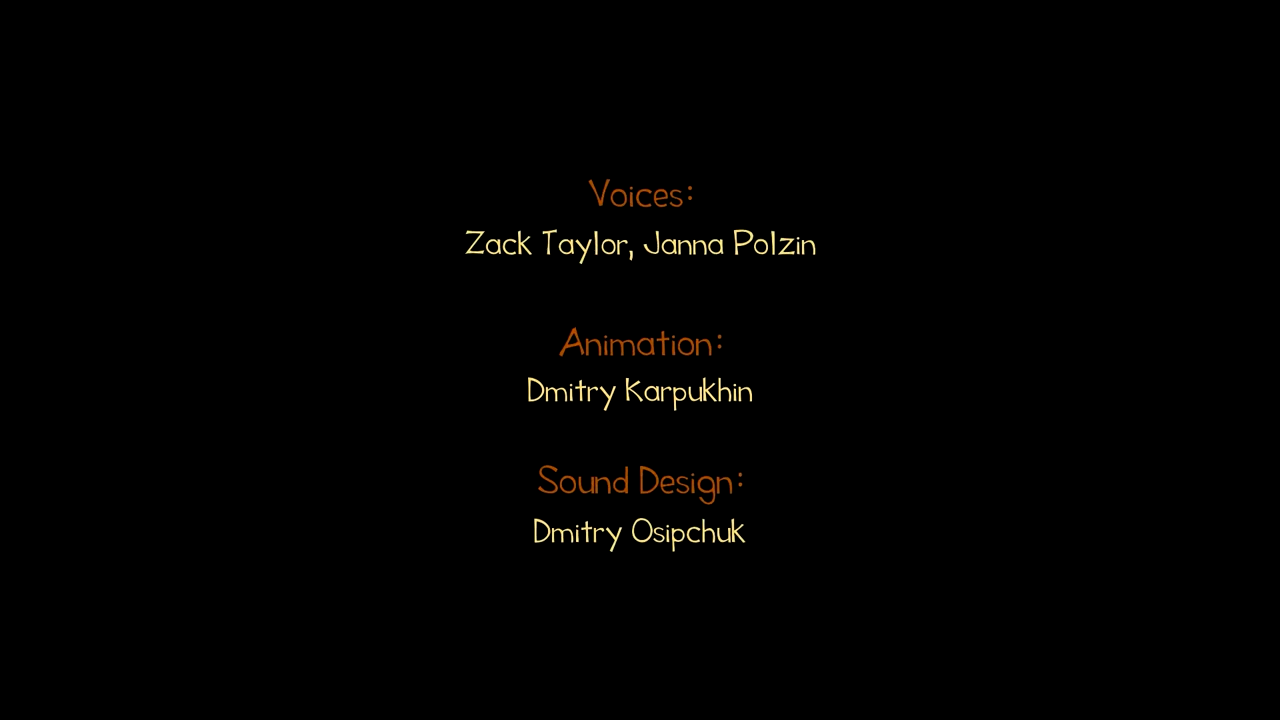 Voices:
Zack Taylor, Janna Polzin
Animation:
Dmitry Karpukhin
Sound Design:
Dmitry Osipchuk